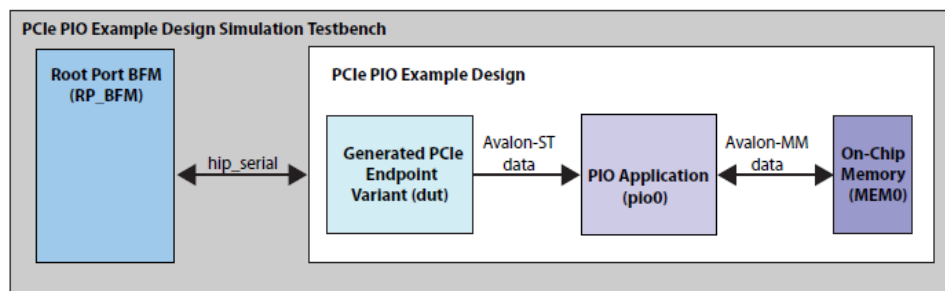 PCIe PIO Example Design Simulation Testbench
Root Port BFM
(RP_BFM)
hip_serial
PCIe PIO Example Design
Generated PCIe
Endpoint
Variant (dut)
Avalon-ST
data
PIO Application
(pio0)
Avalon-MM
data
On-Chip
Memory
(MEM0)